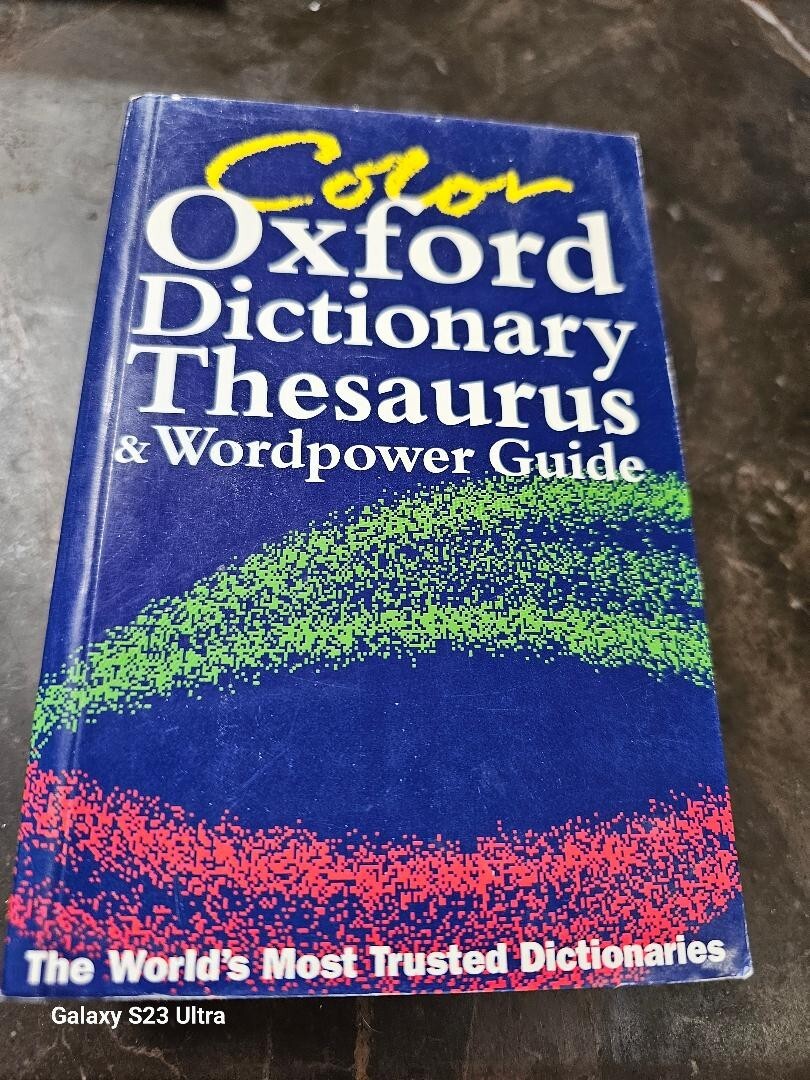 Color
Oxford
Dictionary
Thesaurus
& Wordpower Guide
The World's Most Trusted Dictionaries
Galaxy S23 Ultra